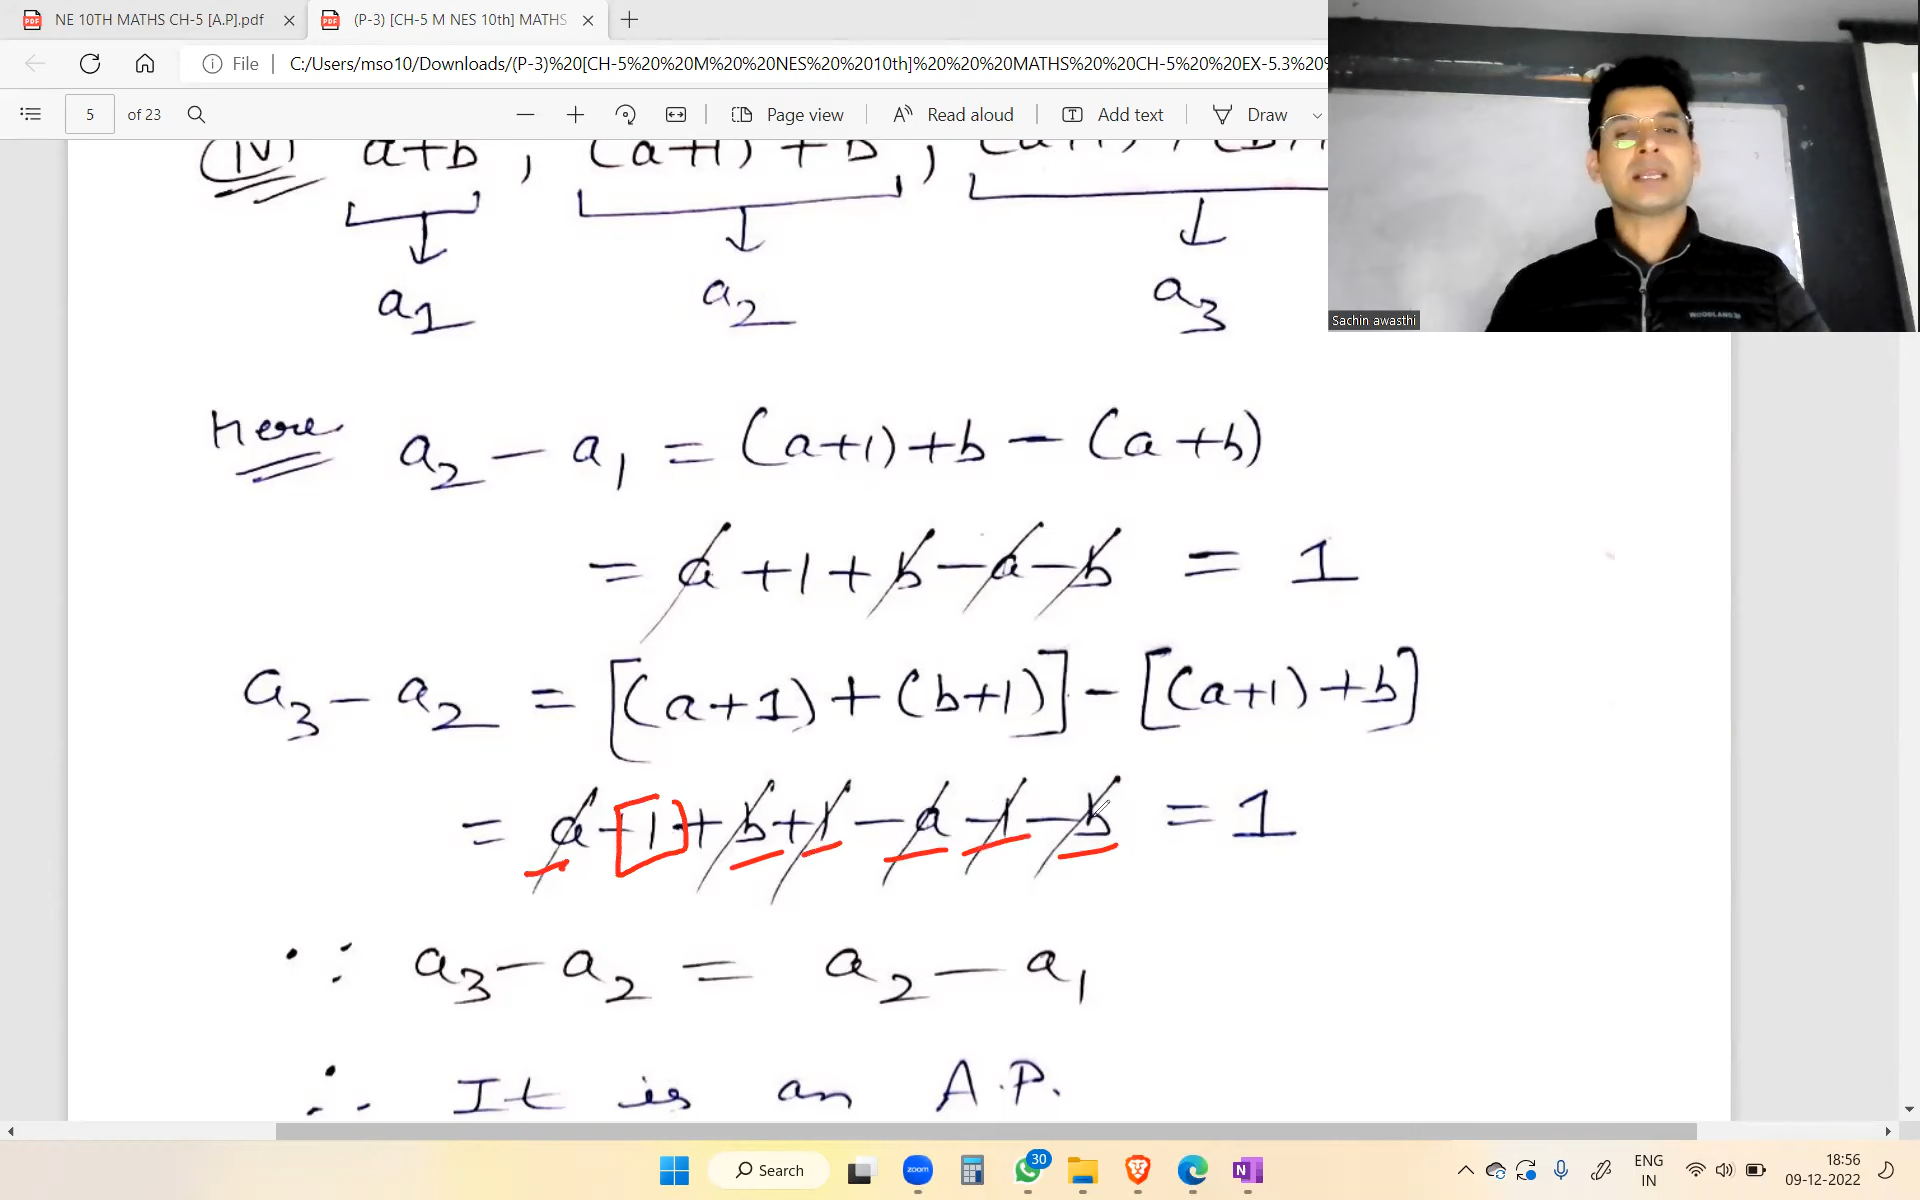 NE 10TH MATHS CH-5 [A.P].pdf
(P-3) [CH-5 M NES 10th] MATHS
File
C:/Users/mso10/Downloads/(P-3)%20[CH-5%20%20M%20%20NES%20%2010th]%20%20%20MATHS%20%20CH-5%20%20EX-5.3%20%
5 of 23
Page view
Read aloud
Add text
Draw
(IV) a+b , (a+1) + b ,
a1 a2 a3
Sachin awasthi
WOODLAND
Here a2 − a1 = (a+1)+b − (a+b)
= a +1+b −a −b = 1
a3 − a2 = [(a+1)+(b+1)] − [(a+1)+b]
= a+1+b+1−a−1−b = 1
∵ a3−a2 = a2−a1
∴ It is an A.P.
Search
zoom
30
N
ENG
IN
18:56
09-12-2022